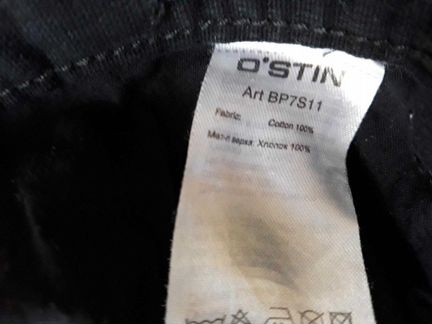 O'STIN
Art BP7S11
Fabric: Cotton 100%
Мат-л верха: Хлопок 100%